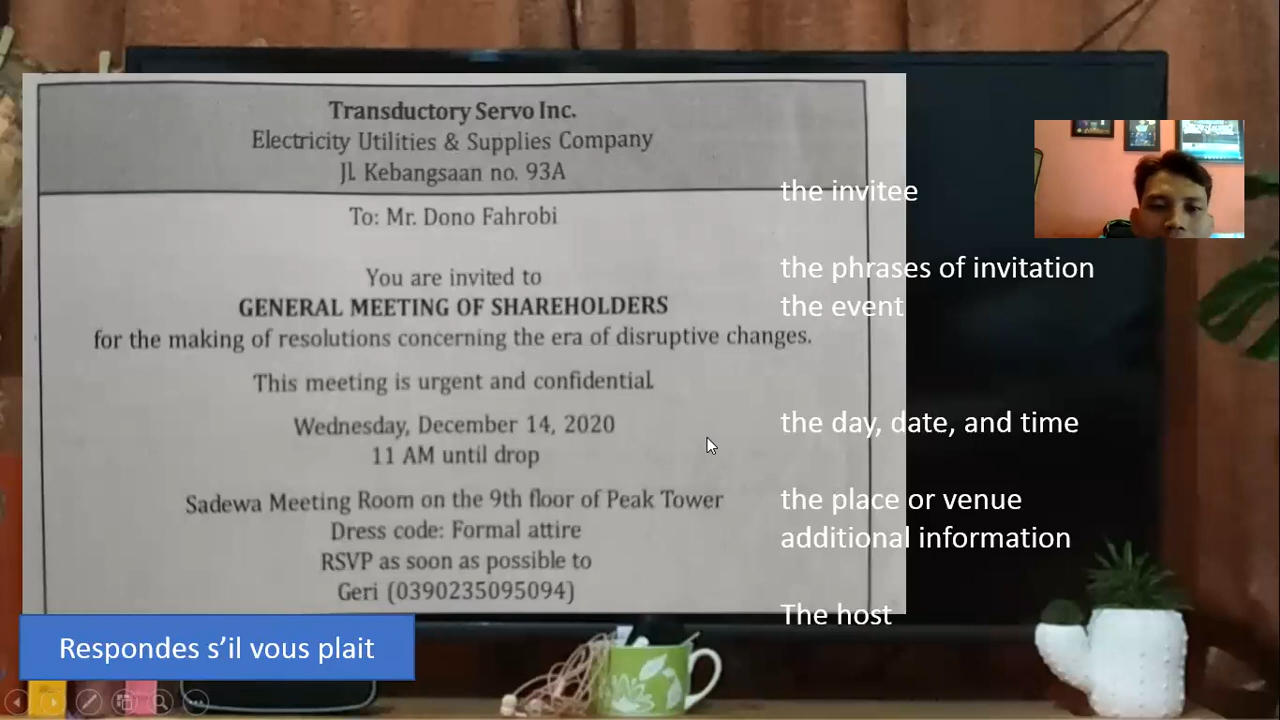 Transductory Servo Inc.
Electricity Utilities & Supplies Company
Jl. Kebangsaan no. 93A
To: Mr. Dono Fahrobi
You are invited to
GENERAL MEETING OF SHAREHOLDERS
for the making of resolutions concerning the era of disruptive changes.
This meeting is urgent and confidential.
Wednesday, December 14, 2020
11 AM until drop
Sadewa Meeting Room on the 9th floor of Peak Tower
Dress code: Formal attire
RSVP as soon as possible to
Geri (0390235095094)
the invitee
the phrases of invitation
the event
the day, date, and time
the place or venue
additional information
The host
Respondes s’il vous plait